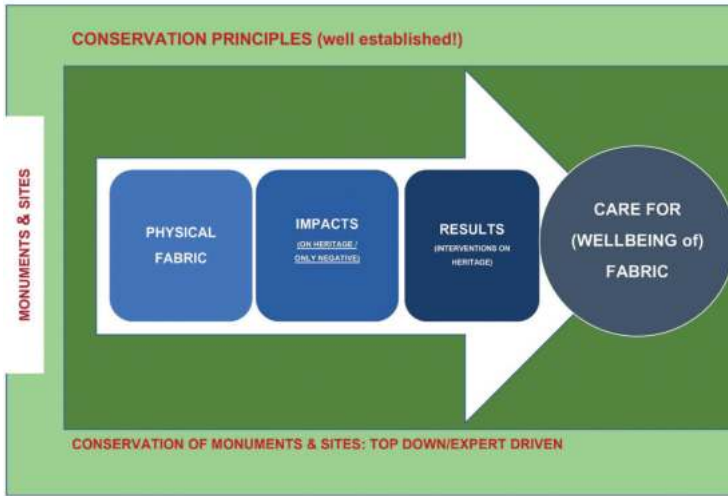 CONSERVATION PRINCIPLES (well established!)
MONUMENTS & SITES
PHYSICAL
FABRIC
IMPACTS
(ON HERITAGE /
ONLY NEGATIVE)
RESULTS
(INTERVENTIONS ON
HERITAGE)
CARE FOR
(WELLBEING of)
FABRIC
CONSERVATION OF MONUMENTS & SITES: TOP DOWN/EXPERT DRIVEN